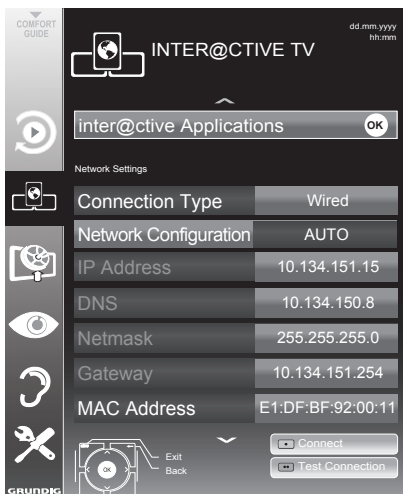 COMFORT
GUIDE
dd.mm.yyyy
hh:mm
INTER@CTIVE TV
inter@ctive Applications OK
Network Settings
Connection Type Wired
Network Configuration AUTO
IP Address 10.134.151.15
DNS 10.134.150.8
Netmask 255.255.255.0
Gateway 10.134.151.254
MAC Address E1:DF:BF:92:00:11
Exit
Back
OK
Connect
Test Connection
GRUNDIG